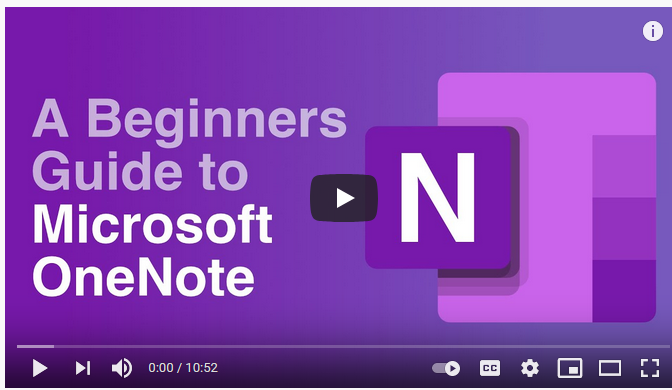 A Beginners
Guide to
Microsoft
OneNote
N
0:00 / 10:52
CC